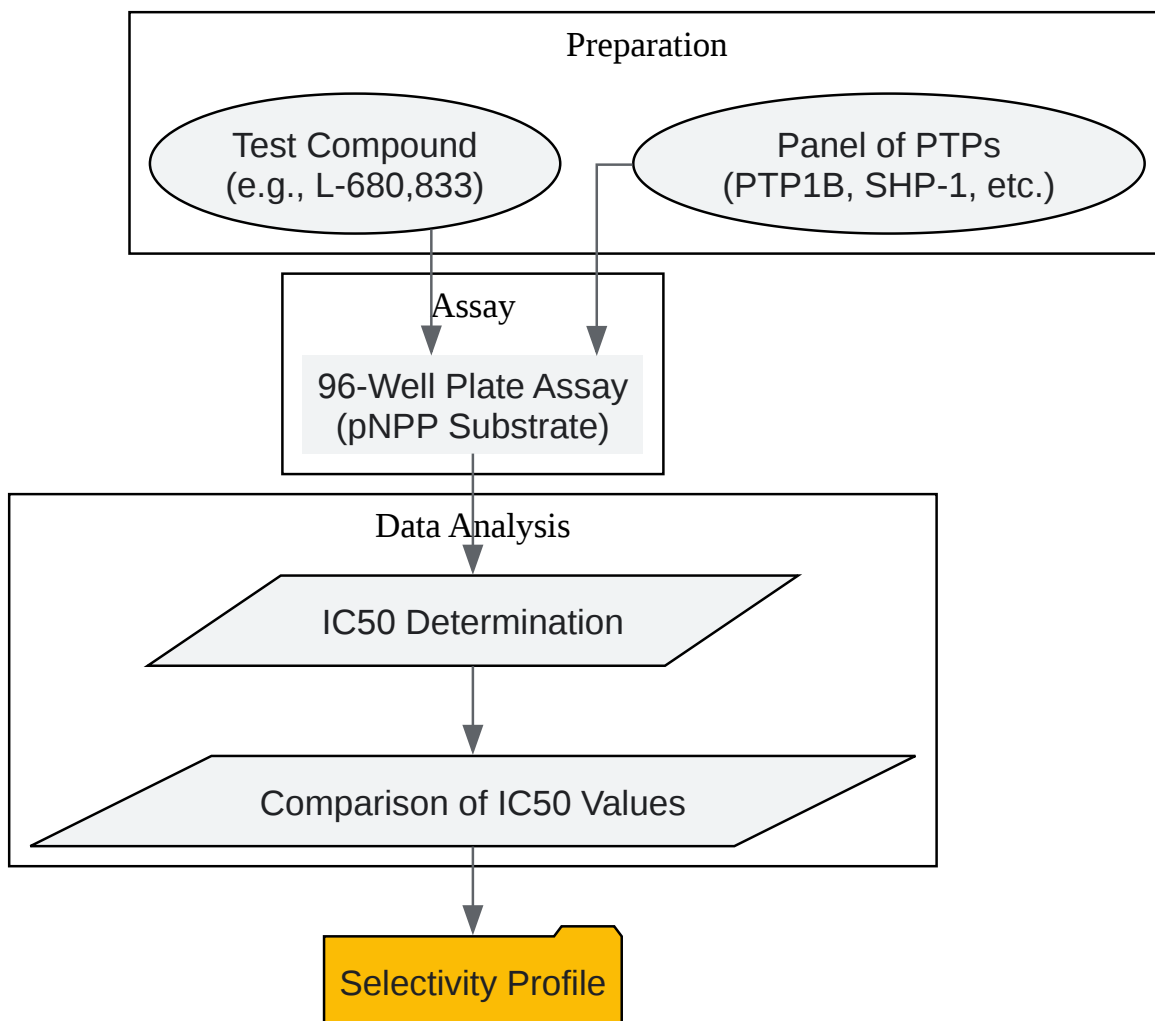 Preparation
Test Compound
(e.g., L-680,833)
Panel of PTPs
(PTP1B, SHP-1, etc.)
Assay
96-Well Plate Assay
(pNPP Substrate)
Data Analysis
IC50 Determination
Comparison of IC50 Values
Selectivity Profile